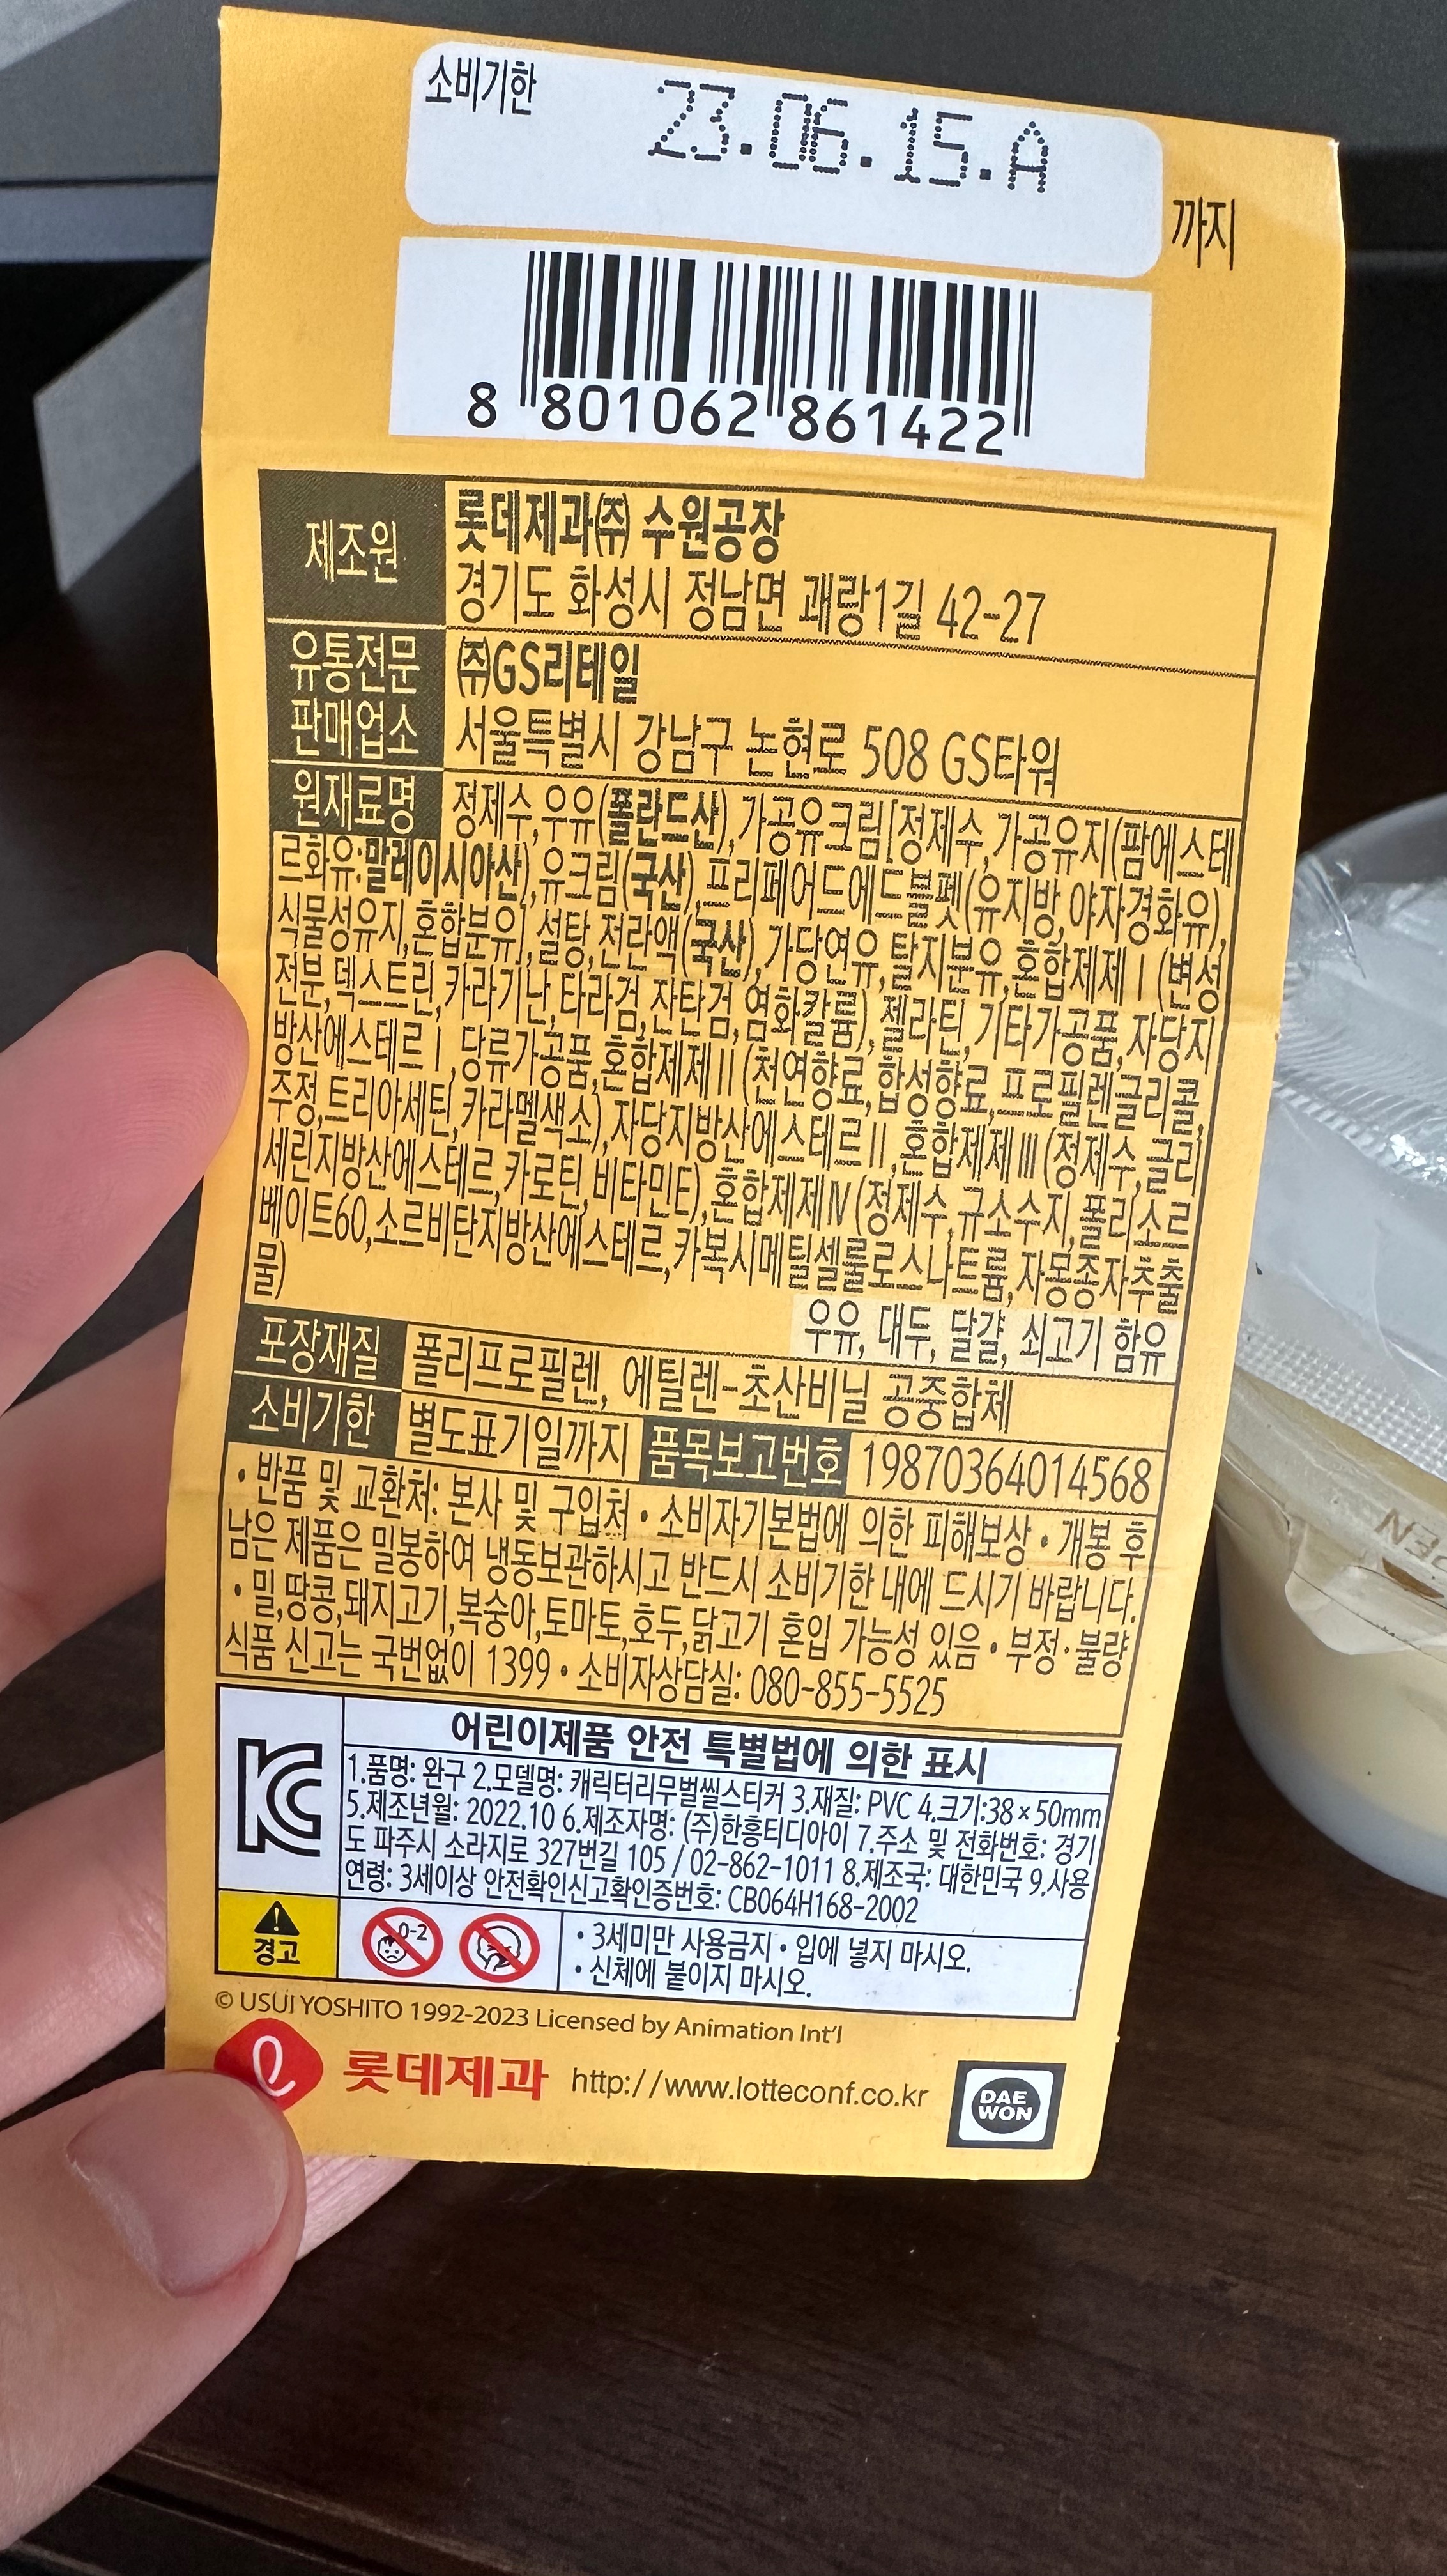 소비기한 23.06.15.A 까지
8 801062 861422
제조원 롯데제과㈜ 수원공장
경기도 화성시 정남면 괘랑1길 42-27
유통전문 ㈜GS리테일
판매업소 서울특별시 강남구 논현로 508 GS타워
원재료명 정제수,우유(폴란드산),가공유크림[정제수,가공유지(팜에스테
르화유:말레이시아산),유크림(국산),프리페어드에드블펫(유지방,야자경화유),
식물성유지,혼합분유],설탕,전란액(국산),가당연유,탈지분유,혼합제제Ⅰ(변성
전분,덱스트린,카라기난,타라검,잔탄검,염화칼륨),젤라틴,기타가공품,자당지
방산에스테르Ⅰ,당류가공품,혼합제제Ⅱ(천연향료,합성향료,프로필렌글리콜,
주정,트리아세틴,카라멜색소),자당지방산에스테르Ⅱ,혼합제제Ⅲ(정제수,글리
세린지방산에스테르,카로틴,비타민E),혼합제제Ⅳ(정제수,규소수지,폴리소르
베이트60,소르비탄지방산에스테르,카복시메틸셀룰로스나트륨,자몽종자추출
물)
우유, 대두, 달걀, 쇠고기 함유
포장재질 폴리프로필렌, 에틸렌-초산비닐 공중합체
소비기한 별도표기일까지 품목보고번호 19870364014568
• 반품 및 교환처: 본사 및 구입처 • 소비자기본법에 의한 피해보상 • 개봉 후
남은 제품은 밀봉하여 냉동보관하시고 반드시 소비기한 내에 드시기 바랍니다.
• 밀,땅콩,돼지고기,복숭아,토마토,호두,닭고기 혼입 가능성 있음 • 부정·불량
식품 신고는 국번없이 1399 • 소비자상담실: 080-855-5525
어린이제품 안전 특별법에 의한 표시
1.품명: 완구 2.모델명: 캐릭터리무벌씰스티커 3.재질: PVC 4.크기:38×50mm
5.제조년월: 2022.10 6.제조자명: (주)한흥티디아이 7.주소 및 전화번호: 경기
도 파주시 소라지로 327번길 105 / 02-862-1011 8.제조국: 대한민국 9.사용
연령: 3세이상 안전확인신고확인증번호: CB064H168-2002
경고 0-2 • 3세미만 사용금지 • 입에 넣지 마시오.
• 신체에 붙이지 마시오.
© USUI YOSHITO 1992-2023 Licensed by Animation Int'l
롯데제과 http://www.lotteconf.co.kr DAE
WON